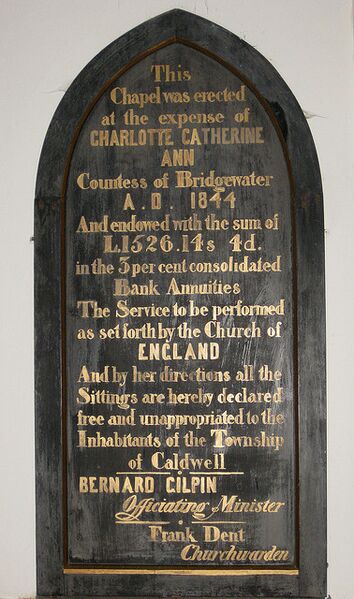 This
Chapel was erected
at the expense of
CHARLOTTE CATHERINE
ANN
Countess of Bridgewater
A.D. 1844
And endowed with the sum of
L1526.14s 4d.
in the 3 per cent consolidated
Bank Annuities
The Service to be performed
as set forth by the Church of
ENGLAND
And by her directions all the
Sittings are hereby declared
free and unappropriated to the
Inhabitants of the Township
of Caldwell
BERNARD GILPIN
Officiating Minister
Frank Dent
Churchwarden